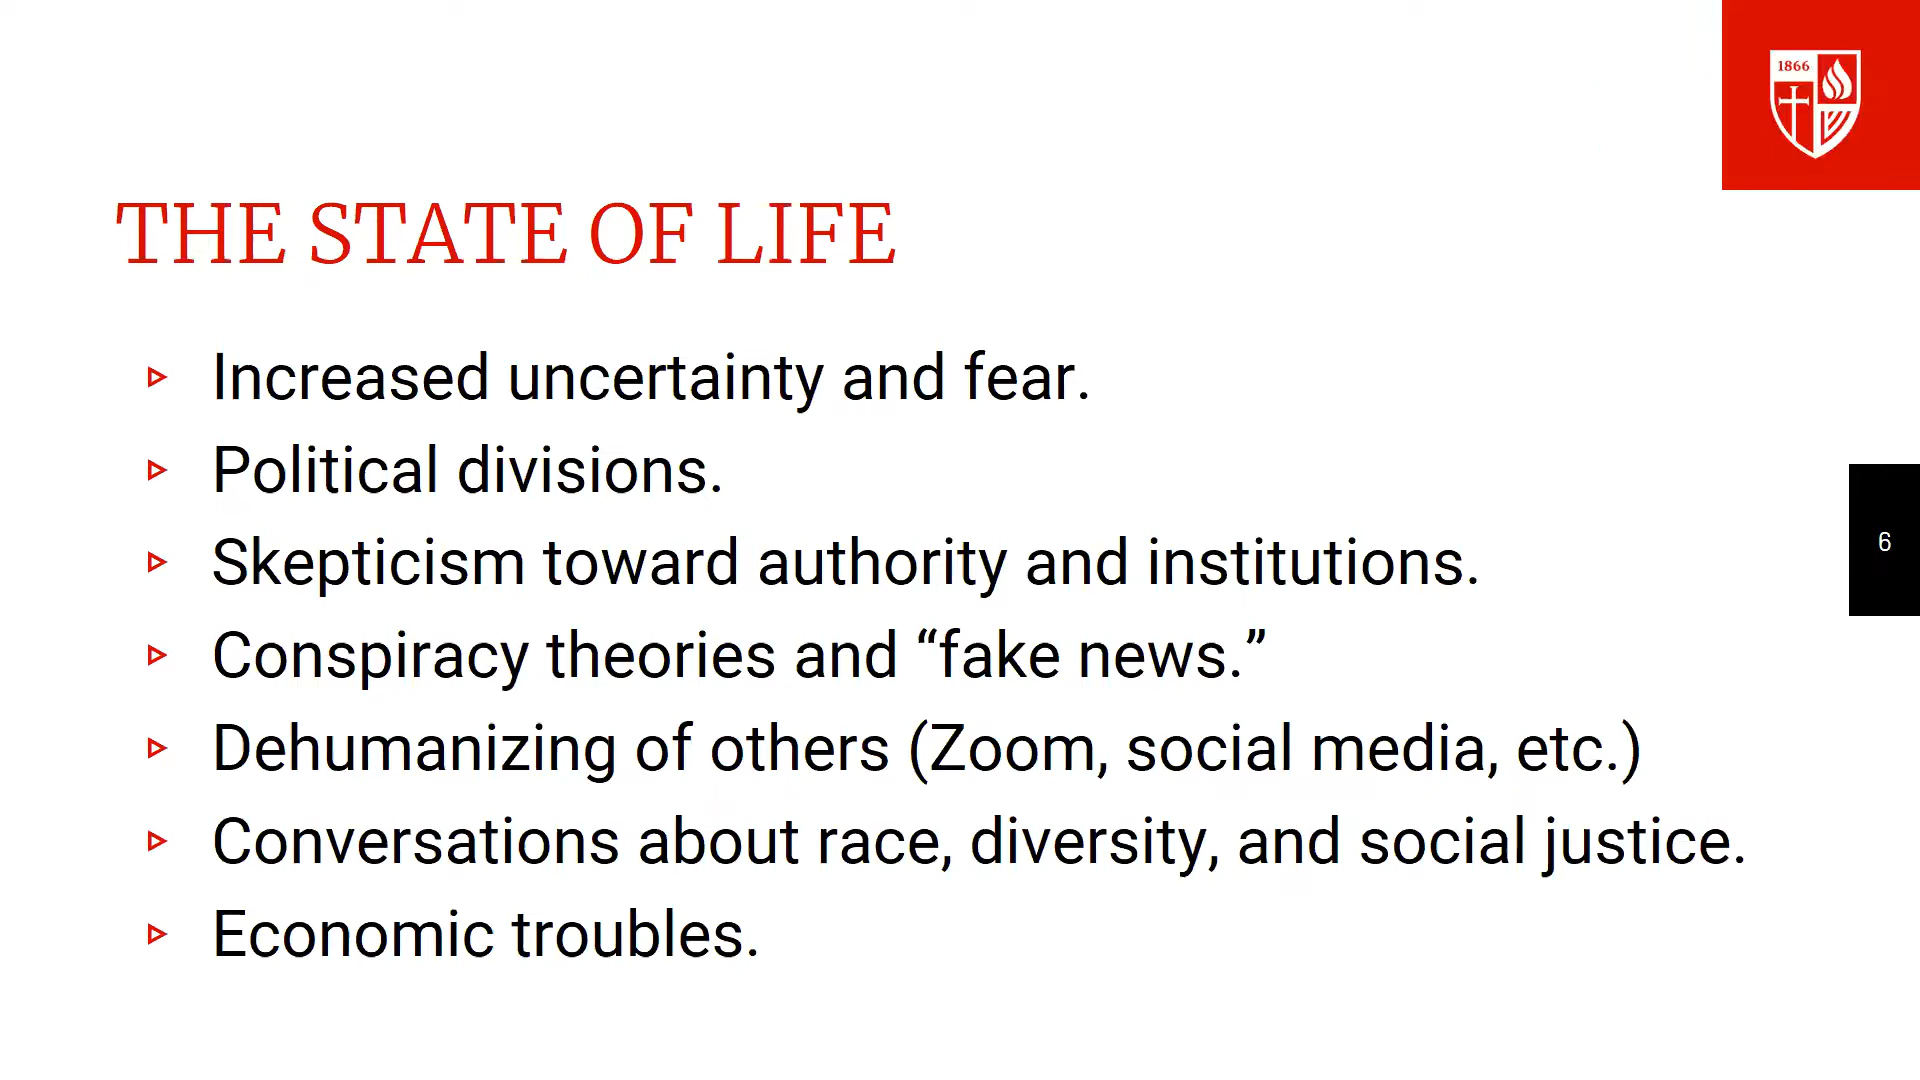 1866
THE STATE OF LIFE
Increased uncertainty and fear.
Political divisions.
Skepticism toward authority and institutions.
Conspiracy theories and “fake news.”
Dehumanizing of others (Zoom, social media, etc.)
Conversations about race, diversity, and social justice.
Economic troubles.
6